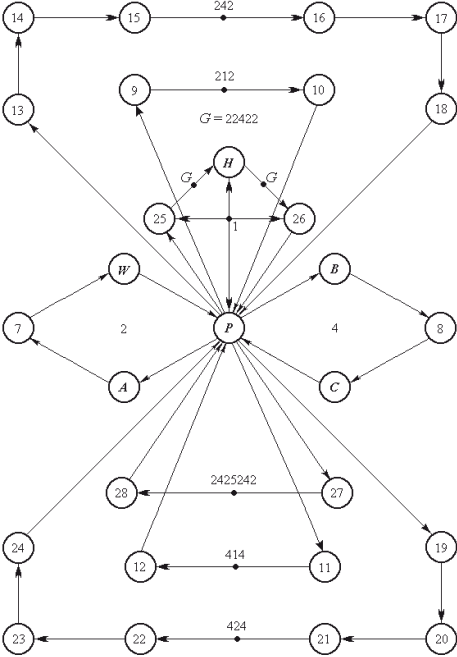 14 15 242 16 17
9 212 10
13 G = 22422 18
H
G G
25 1 26
W B
7 2 P 4 8
A C
28 2425242 27
24 19
12 414 11
23 22 424 21 20